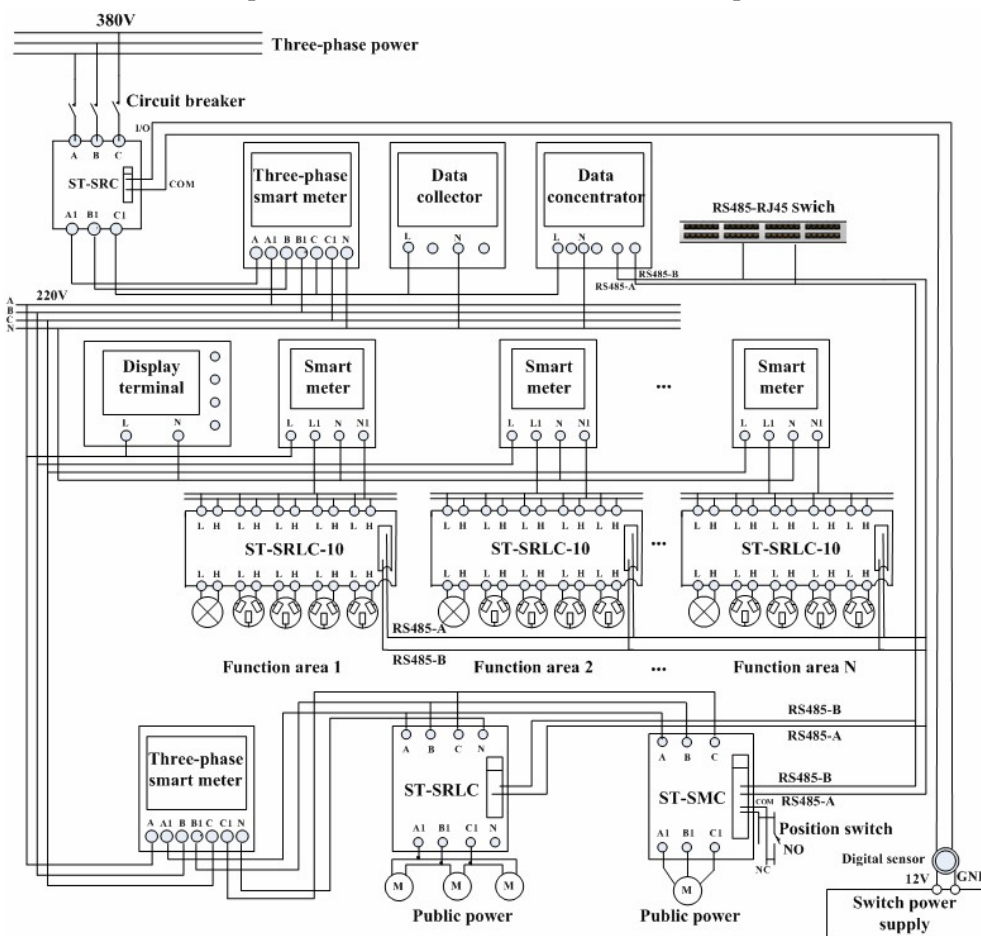 380V
Three-phase power
Circuit breaker
I/O
A B C
ST-SRC
COM
A1 B1 C1
Three-phase
smart meter
A A1 B B1 C C1 N
Data
collector
L N
Data
concentrator
L N
RS485-B
RS485-A
RS485-RJ45 Swich
220V
A
B
C
N
Display
terminal
L N
Smart
meter
L L1 N N1
Smart
meter
L L1 N N1
...
Smart
meter
L L1 N N1
L H L H L H L H L H
ST-SRLC-10
L H L H L H L H L H
L H L H L H L H L H
ST-SRLC-10
L H L H L H L H L H
...
L H L H L H L H L H
ST-SRLC-10
L H L H L H L H L H
RS485-A
RS485-B
Function area 1
Function area 2
...
Function area N
Three-phase
smart meter
A A1 B B1 C C1 N
A B C N
ST-SRLC
A1 B1 C1 N
M M M
Public power
RS485-B
RS485-A
A B C
ST-SMC
A1 B1 C1
M
Public power
RS485-B
RS485-A
COM
Position switch
NO
NC
Digital sensor
12V
GND
Switch power
supply